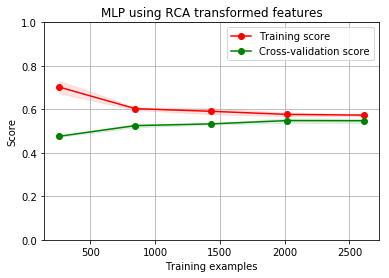 MLP using RCA transformed features
1.0
0.8
0.6
0.4
0.2
0.0
Score
Training score
Cross-validation score
500
1000
1500
2000
2500
Training examples